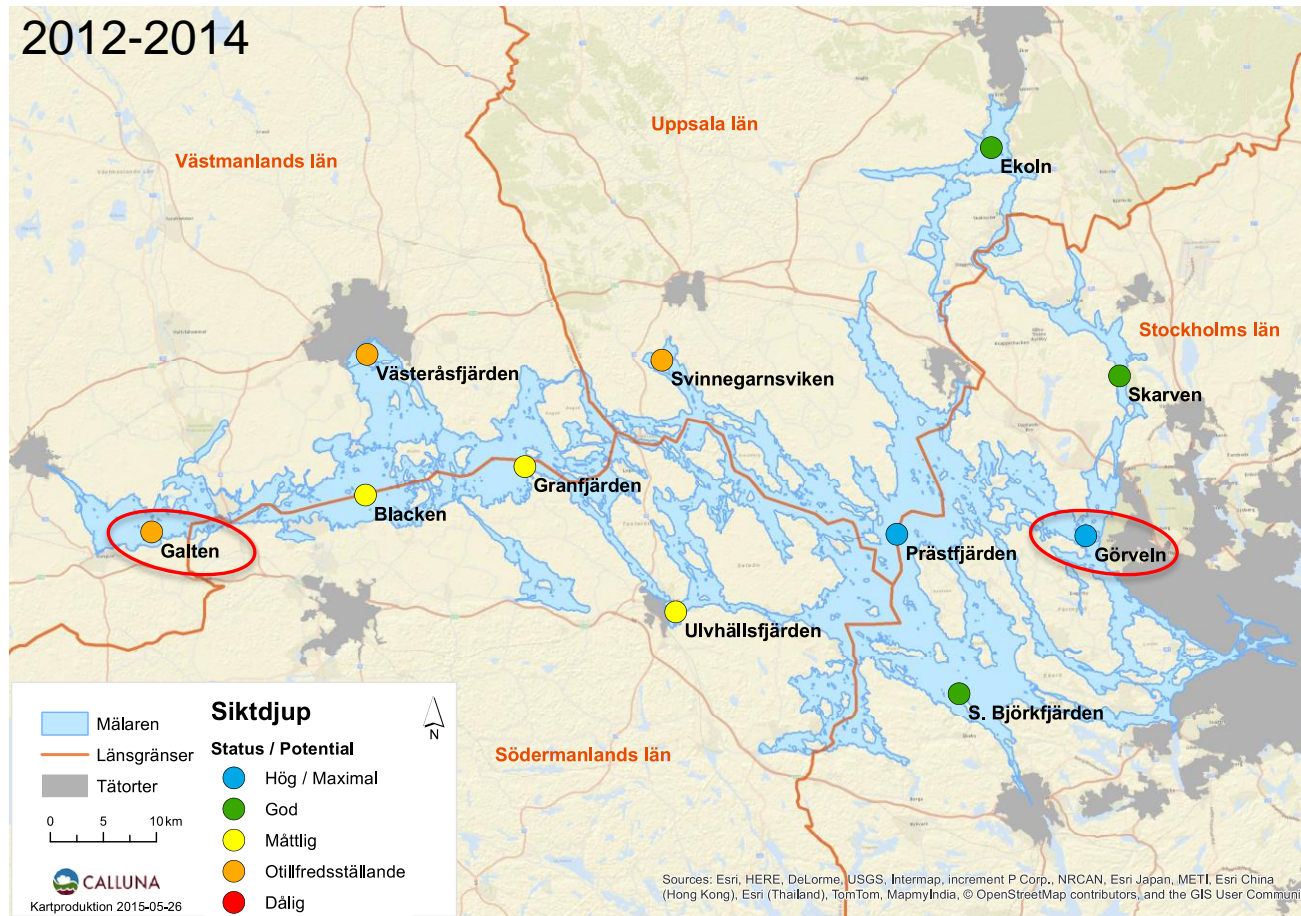 2012-2014
Uppsala län
Västmanlands län
Ekoln
Stockholms län
Västeråsfjärden
Svinnegarnsviken
Skarven
Granfjärden
Blacken
Galten
Prästfjärden
Görveln
Ulvhällsfjärden
S. Björkfjärden
Södermanlands län
Mälaren
Länsgränser
Tätorter
0 5 10 km
Siktdjup
Status / Potential
Hög / Maximal
God
Måttlig
Otillfredsställande
Dålig
N
CALLUNA
Kartproduktion 2015-05-26
Sources: Esri, HERE, DeLorme, USGS, Intermap, increment P Corp., NRCAN, Esri Japan, METI, Esri China
(Hong Kong), Esri (Thailand), TomTom, MapmyIndia, © OpenStreetMap contributors, and the GIS User Communi